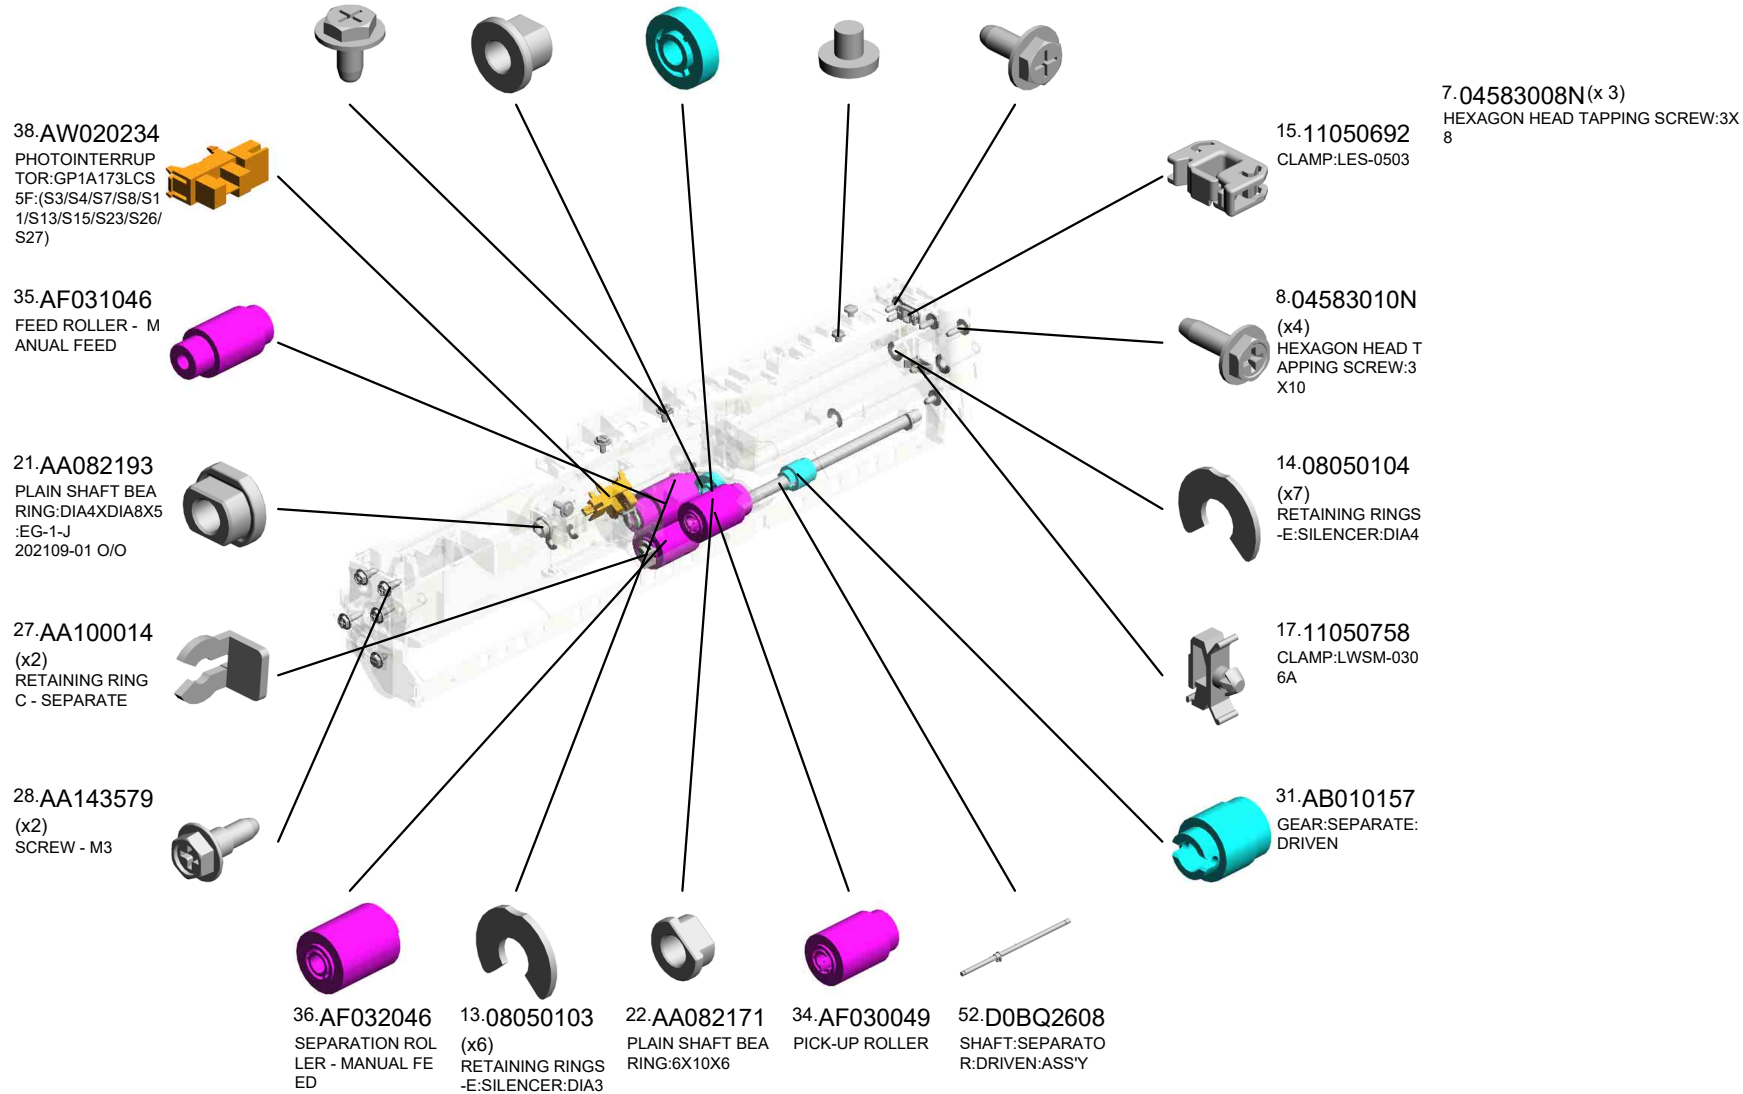 7.04583008N(x 3)
HEXAGON HEAD TAPPING SCREW:3X
8
38.AW020234
PHOTOINTERRUP
TOR:GP1A173LCS
5F:(S3/S4/S7/S8/S1
1/S13/S15/S23/S26/
S27)
15.11050692
CLAMP:LES-0503
35.AF031046
FEED ROLLER - M
ANUAL FEED
8.04583010N
(x4)
HEXAGON HEAD T
APPING SCREW:3
X10
21.AA082193
PLAIN SHAFT BEA
RING:DIA4XDIA8X5
:EG-1-J
202109-01 O/O
14.08050104
(x7)
RETAINING RINGS
-E:SILENCER:DIA4
27.AA100014
(x2)
RETAINING RING
C - SEPARATE
17.11050758
CLAMP:LWSM-030
6A
28.AA143579
(x2)
SCREW - M3
31.AB010157
GEAR:SEPARATE:
DRIVEN
36.AF032046
SEPARATION ROL
LER - MANUAL FE
ED
13.08050103
(x6)
RETAINING RINGS
-E:SILENCER:DIA3
22.AA082171
PLAIN SHAFT BEA
RING:6X10X6
34.AF030049
PICK-UP ROLLER
52.D0BQ2608
SHAFT:SEPARATO
R:DRIVEN:ASS'Y